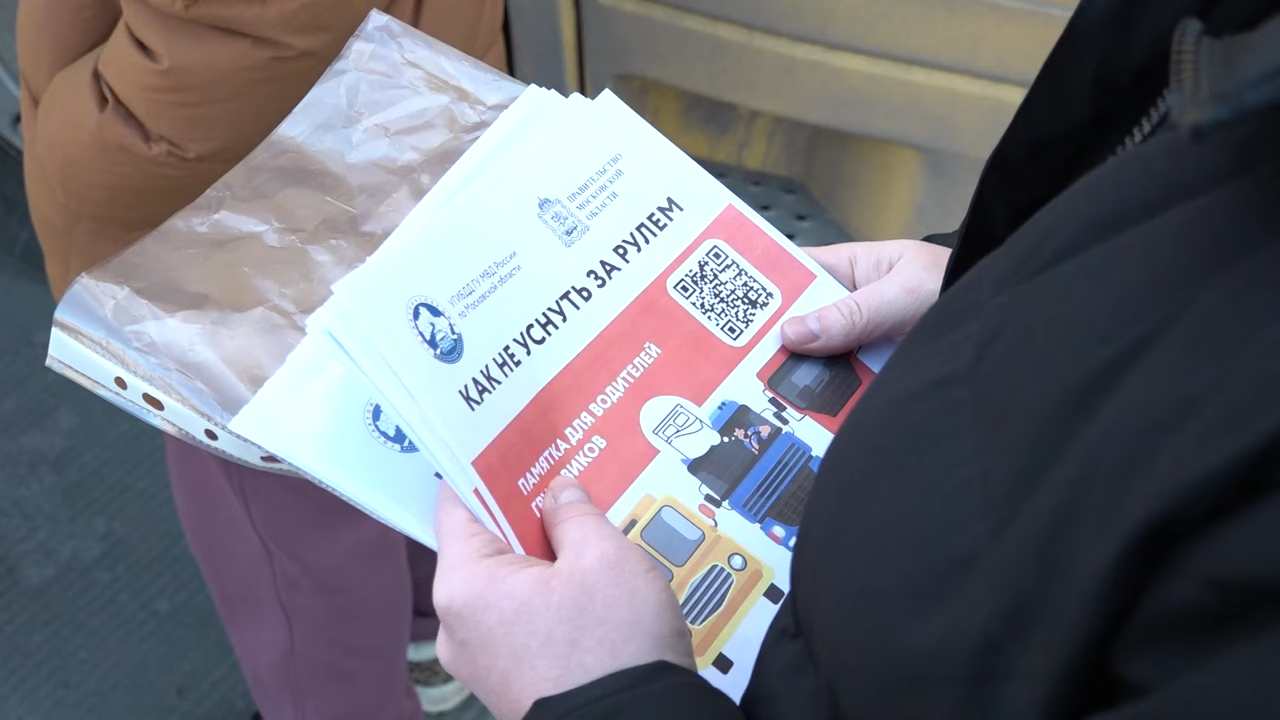 УГИБДД ГУ МВД России
по Московской области
ПРАВИТЕЛЬСТВО
МОСКОВСКОЙ
ОБЛАСТИ
КАК НЕ УСНУТЬ ЗА РУЛЕМ
ПАМЯТКА ДЛЯ ВОДИТЕЛЕЙ